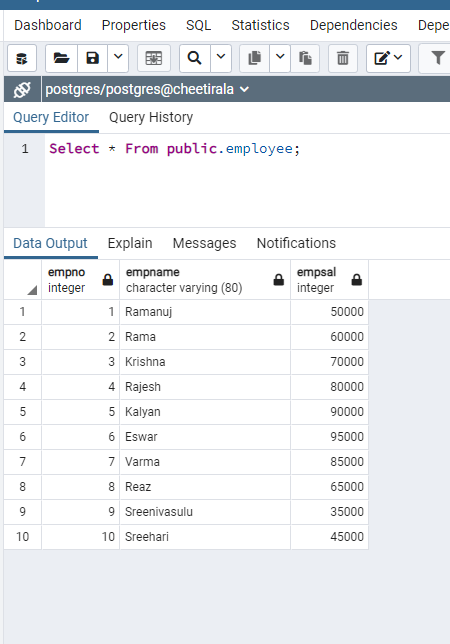 Dashboard Properties SQL Statistics Dependencies Depe
postgres/postgres@cheetirala
Query Editor Query History
1 Select * From public.employee;
Data Output Explain Messages Notifications
empno empname empsal
integer character varying (80) integer
1 1 Ramanuj 50000
2 2 Rama 60000
3 3 Krishna 70000
4 4 Rajesh 80000
5 5 Kalyan 90000
6 6 Eswar 95000
7 7 Varma 85000
8 8 Reaz 65000
9 9 Sreenivasulu 35000
10 10 Sreehari 45000